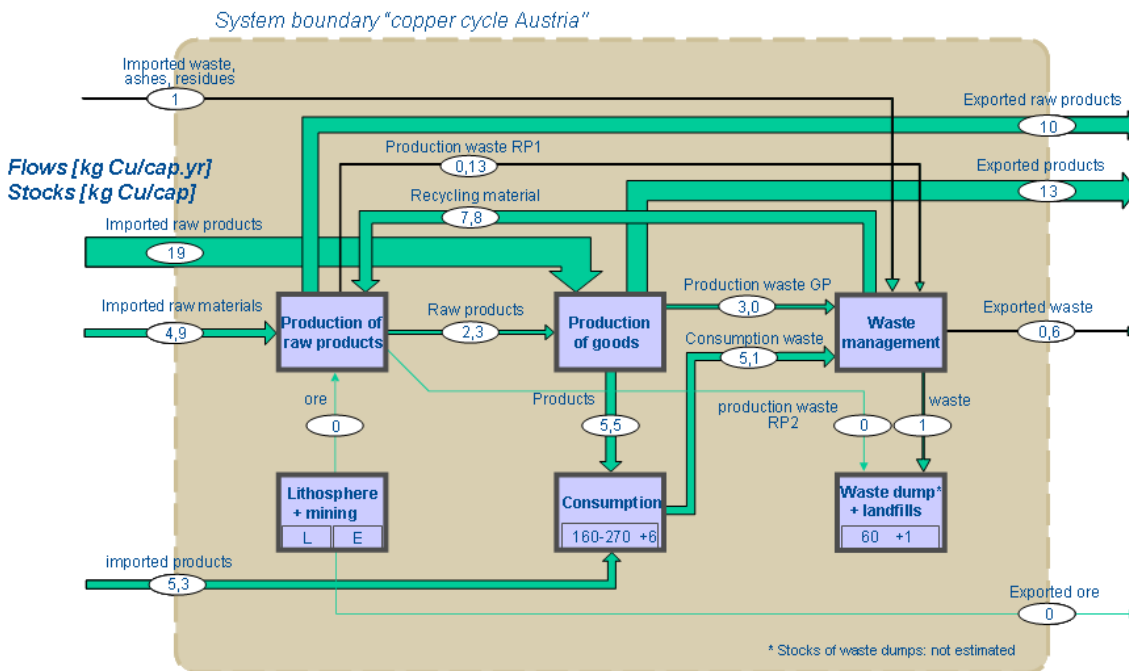 System boundary “copper cycle Austria”
Imported waste,
ashes, residues
1
Exported raw products
10
Production waste RP1
0,13
Exported products
13
Flows [kg Cu/cap.yr]
Stocks [kg Cu/cap]
Recycling material
7,8
Imported raw products
19
Imported raw materials
4,9
Production of
raw products
Raw products
2,3
Production
of goods
Production waste GP
3,0
Consumption waste
5,1
Waste
management
Exported waste
0,6
ore
0
Products
5,5
production waste
RP2
0
waste
1
Lithosphere
+ mining
L E
Consumption
160-270 +6
Waste dump*
+ landfills
60 +1
imported products
5,3
Exported ore
0
* Stocks of waste dumps: not estimated